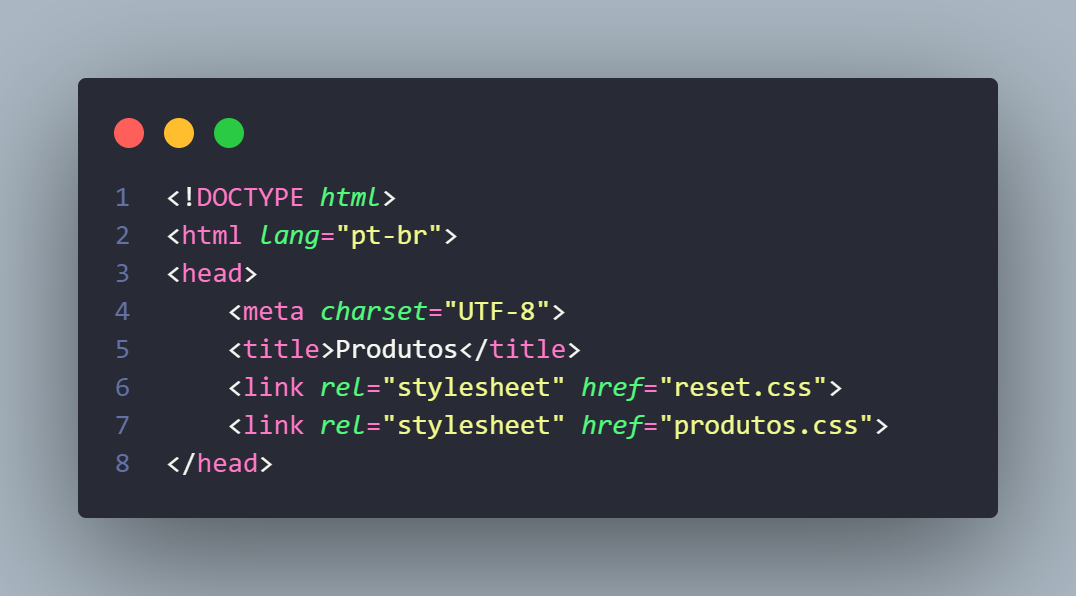 1 <!DOCTYPE html>
2 <html lang="pt-br">
3 <head>
4     <meta charset="UTF-8">
5     <title>Produtos</title>
6     <link rel="stylesheet" href="reset.css">
7     <link rel="stylesheet" href="produtos.css">
8 </head>